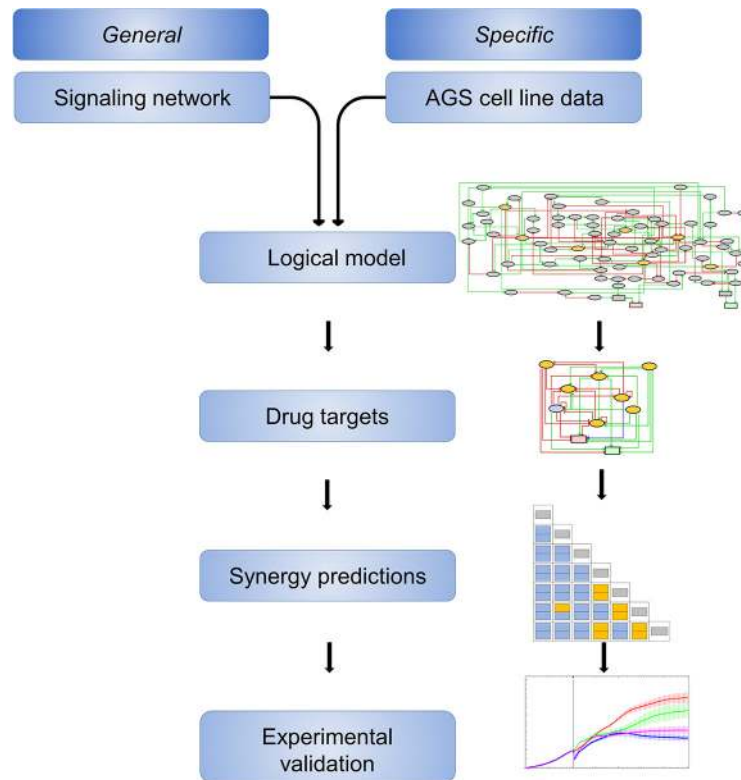 General
Specific
Signaling network
AGS cell line data
Logical model
Drug targets
Synergy predictions
Experimental
validation